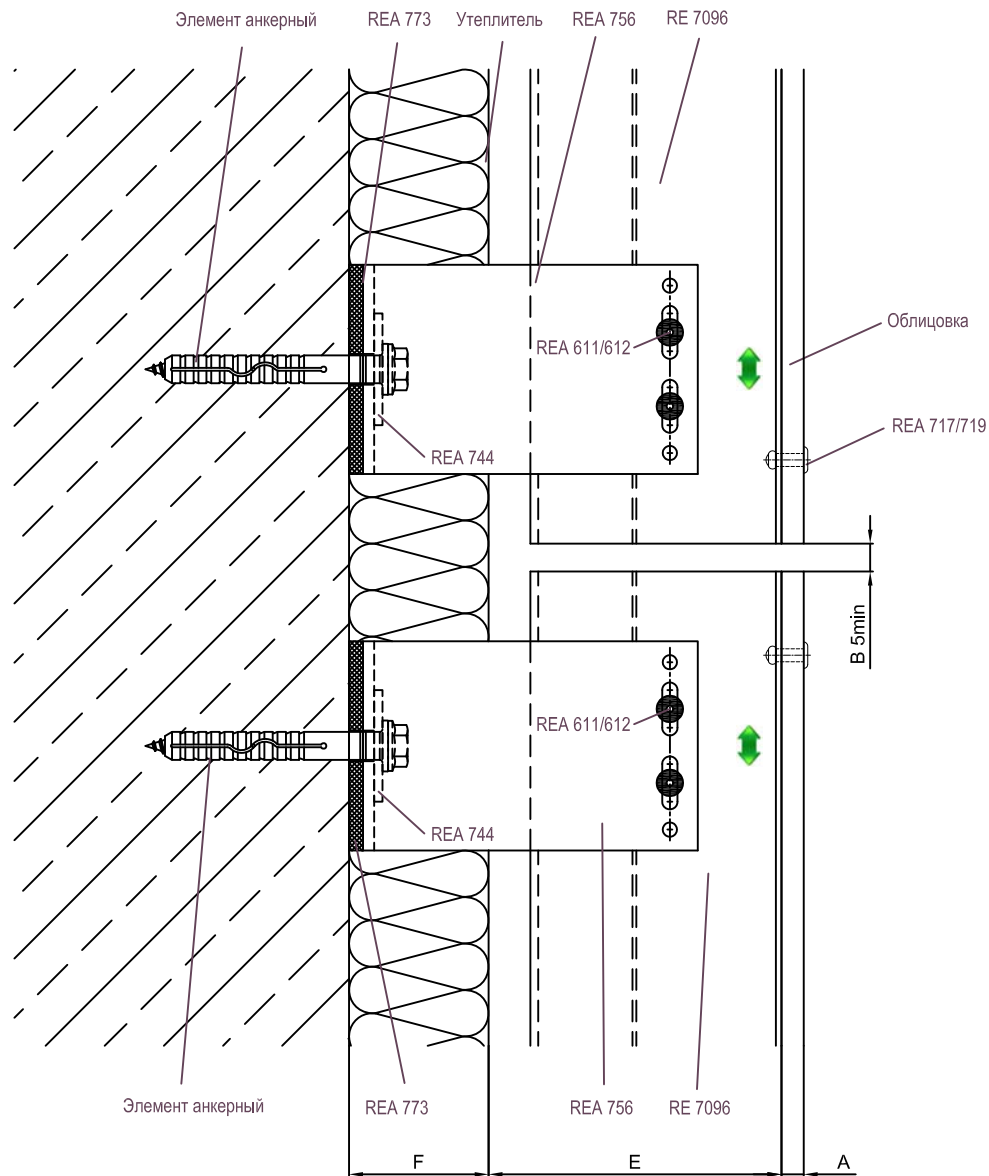 Элемент анкерный
REA 773
Утеплитель
REA 756
RE 7096
Облицовка
REA 611/612
REA 717/719
REA 744
B 5min
REA 611/612
REA 744
Элемент анкерный
REA 773
REA 756
RE 7096
F
E
A